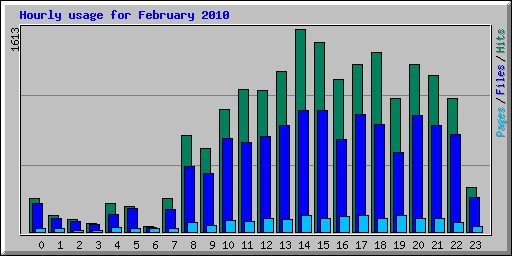 Hourly usage for February 2010
1613
Pages / Files / Hits
0 1 2 3 4 5 6 7 8 9 10 11 12 13 14 15 16 17 18 19 20 21 22 23